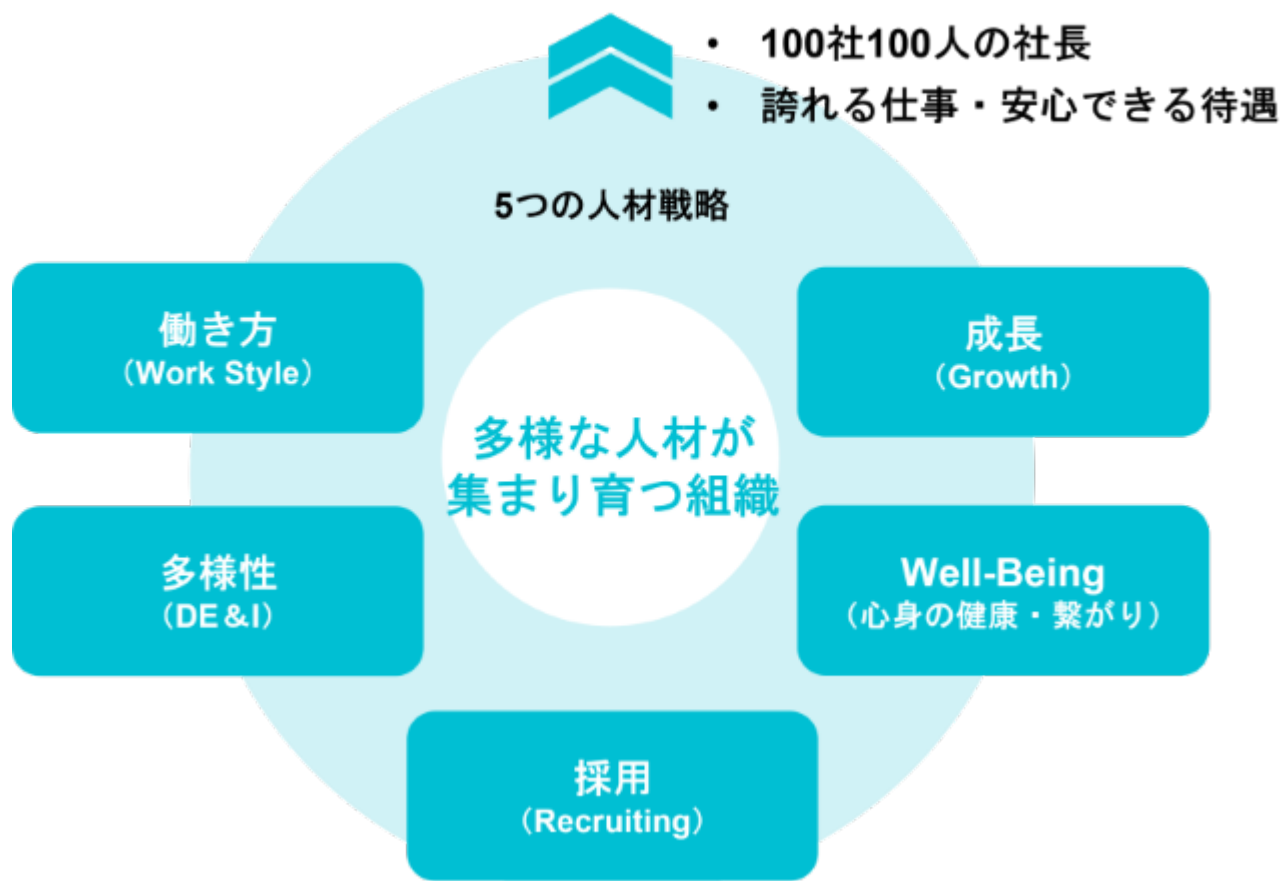 • 100社100人の社長
• 誇れる仕事・安心できる待遇
5つの人材戦略
働き方
（Work Style）
成長
（Growth）
多様な人材が
集まり育つ組織
多様性
（DE＆I）
Well-Being
（心身の健康・繋がり）
採用
（Recruiting）